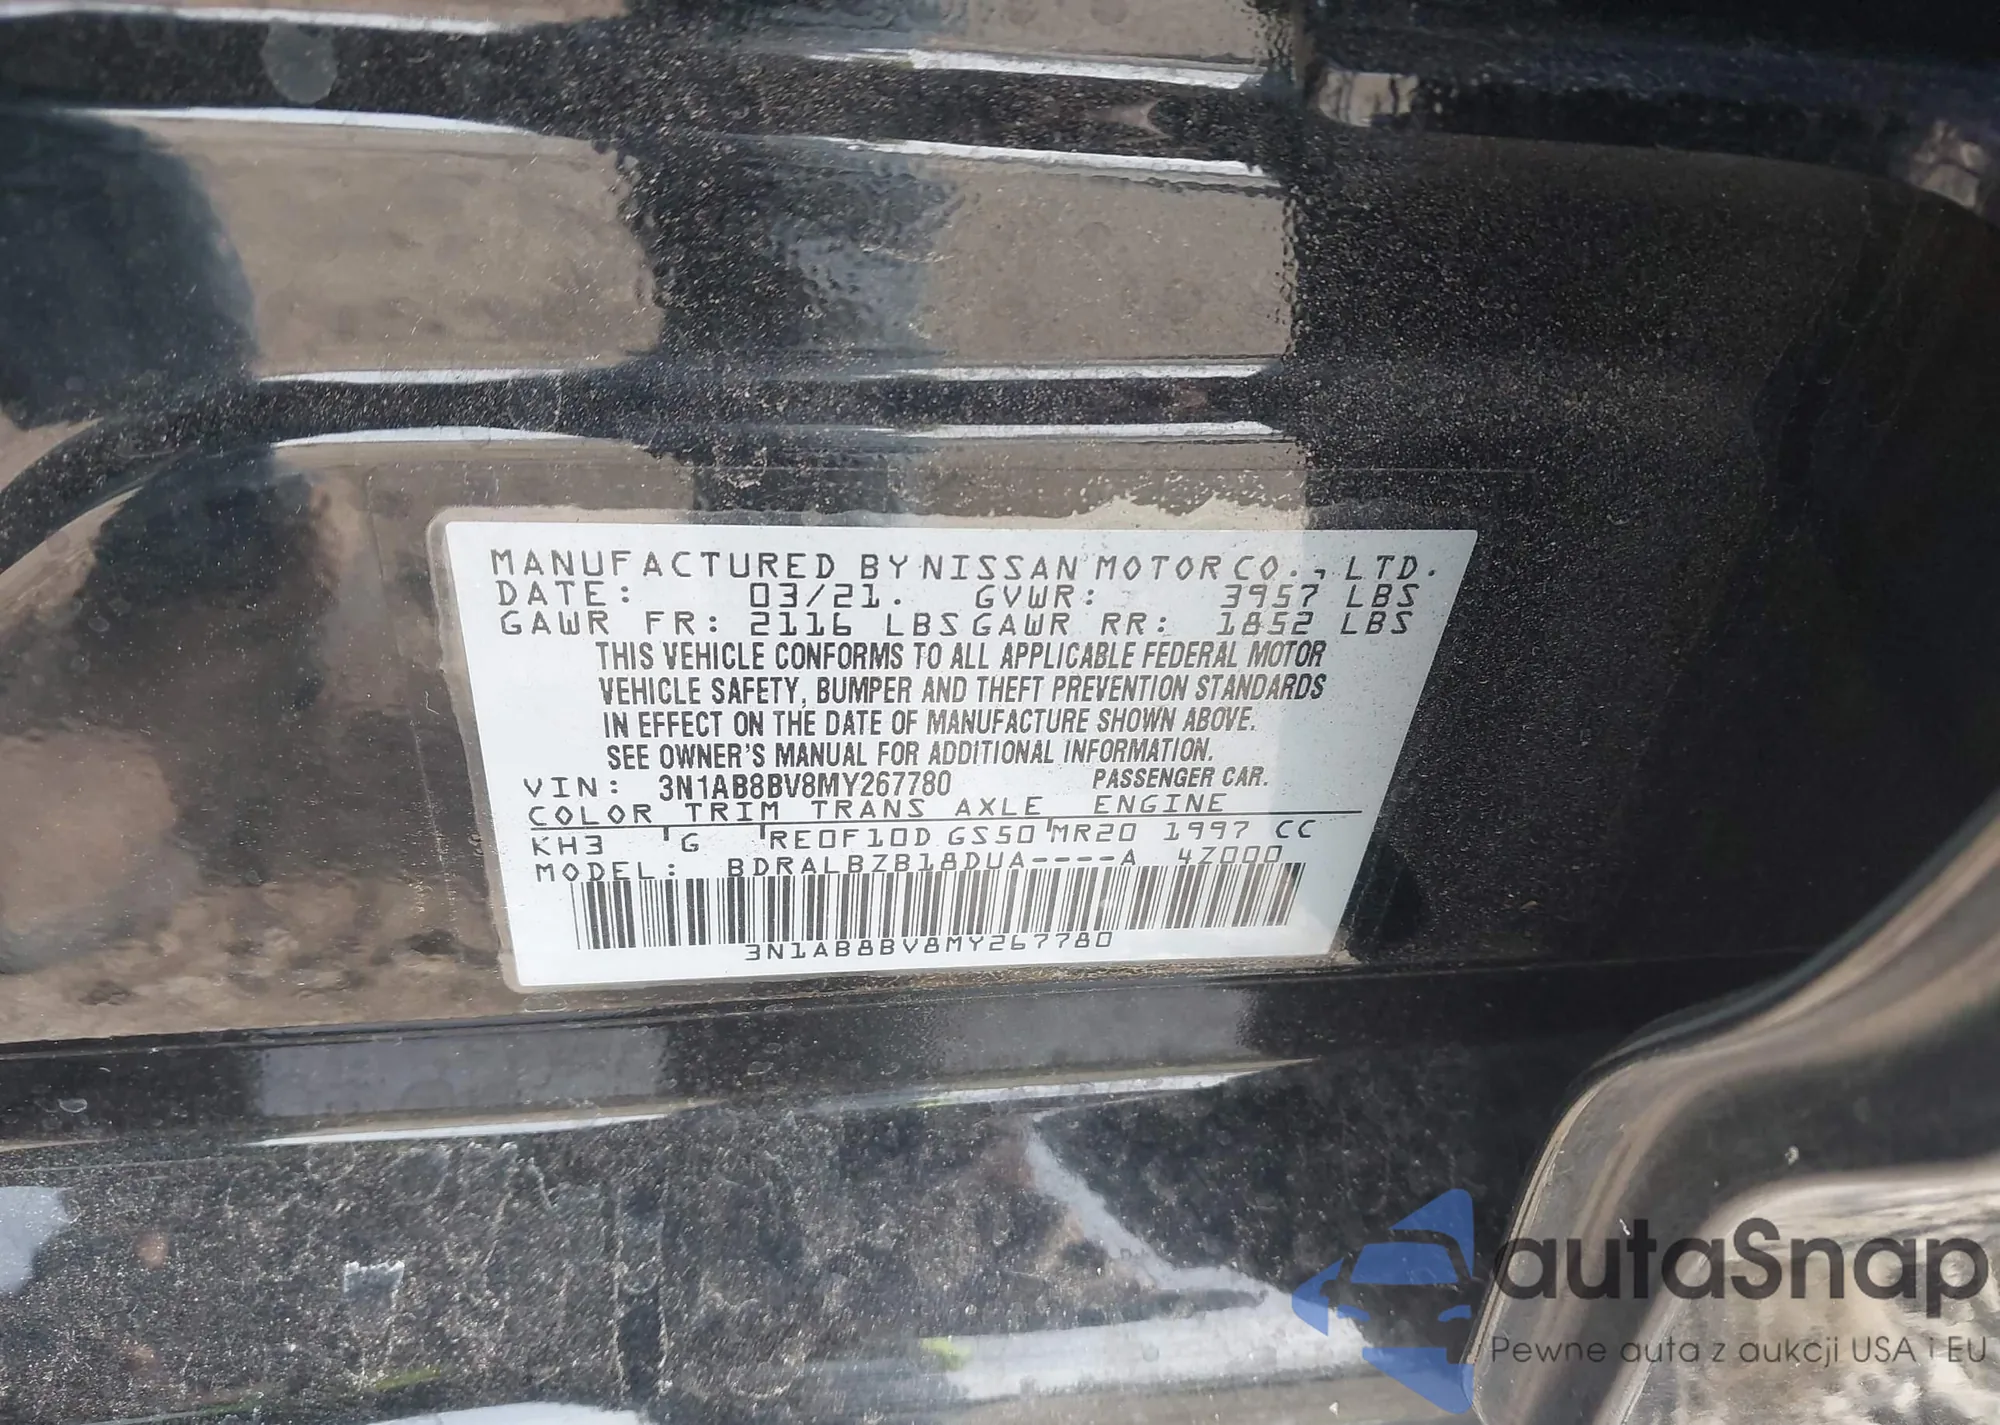 MANUFACTURED BY NISSAN MOTOR CO., LTD.
DATE: 03/21. GVWR: 3957 LBS
GAWR FR: 2116 LBS GAWR RR: 1852 LBS
THIS VEHICLE CONFORMS TO ALL APPLICABLE FEDERAL MOTOR
VEHICLE SAFETY, BUMPER AND THEFT PREVENTION STANDARDS
IN EFFECT ON THE DATE OF MANUFACTURE SHOWN ABOVE.
SEE OWNER'S MANUAL FOR ADDITIONAL INFORMATION.
VIN: 3N1AB8BV8MY267780 PASSENGER CAR.
COLOR TRIM TRANS AXLE ENGINE
KH3 G RE0F10D GS50 MR20 1997 CC
MODEL: BDRALBZB18DUA----A 4Z000
3N1AB8BV8MY267780
autaSnap
Pewne auta z aukcji USA i EU